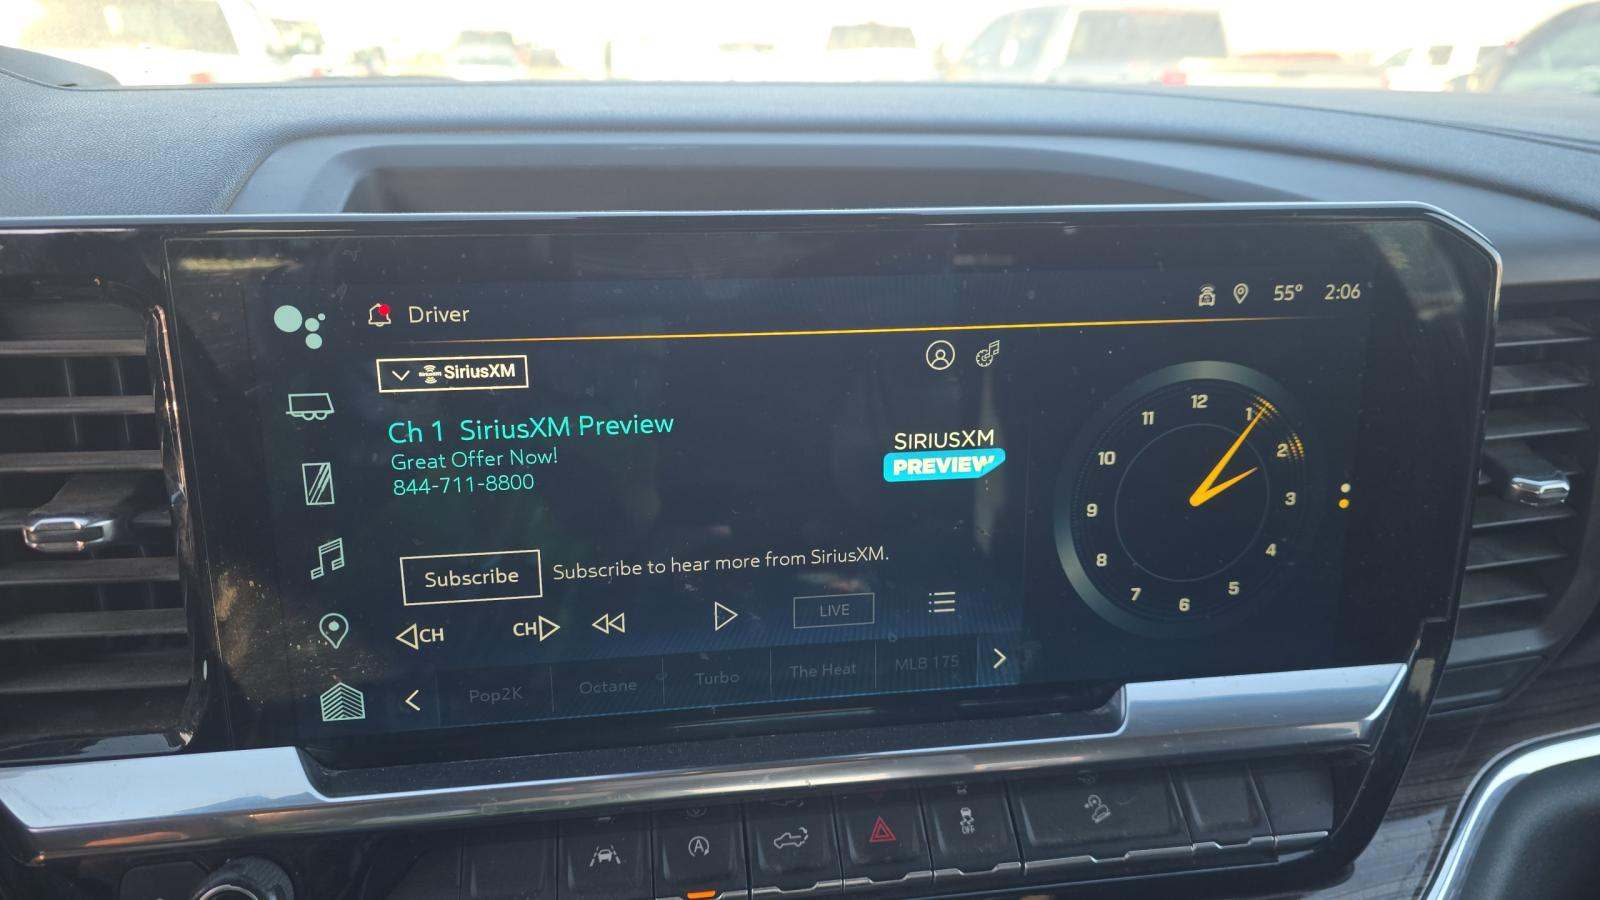 Driver
55° 2:06
SiriusXM
Ch 1 SiriusXM Preview
Great Offer Now!
844-711-8800
SIRIUSXM
PREVIEW
Subscribe
Subscribe to hear more from SiriusXM.
CH
CH
LIVE
Pop2K
Octane
Turbo
The Heat
MLB 175
12
1
2
3
4
5
6
7
8
9
10
11
A
OFF